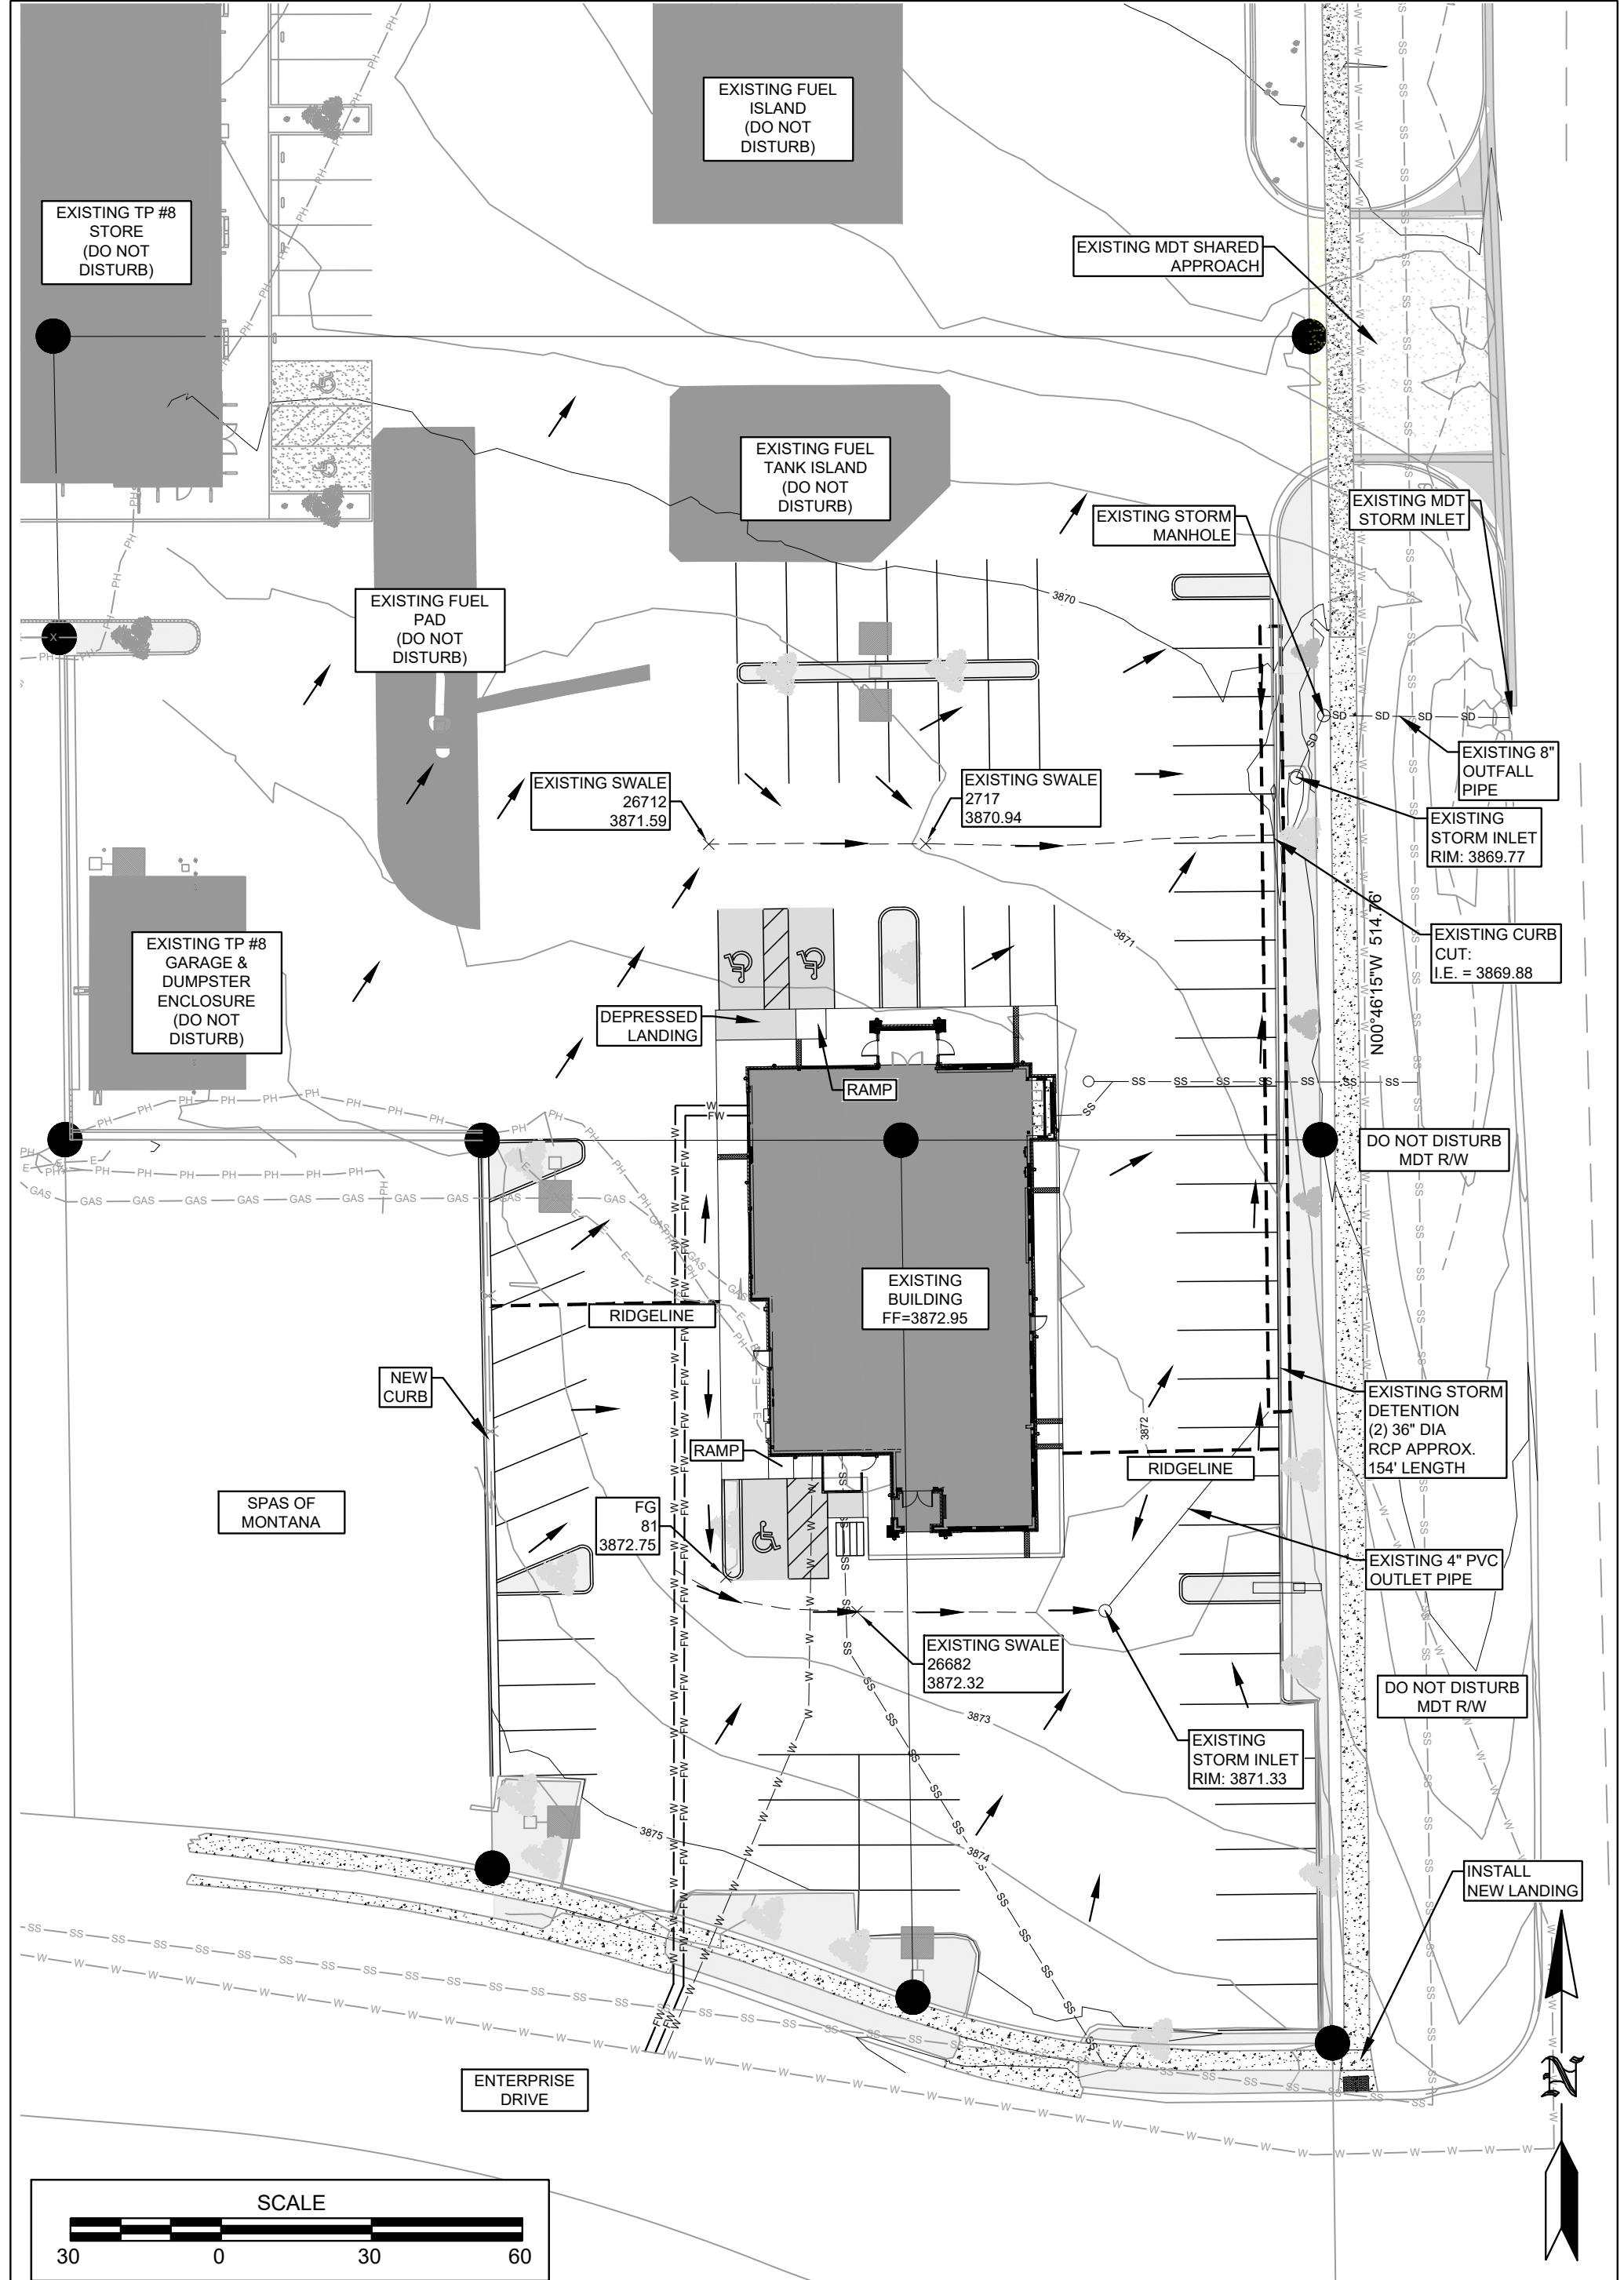 EXISTING FUEL
ISLAND
(DO NOT
DISTURB)
EXISTING TP #8
STORE
(DO NOT
DISTURB)
EXISTING MDT SHARED
APPROACH
EXISTING FUEL
TANK ISLAND
(DO NOT
DISTURB)
EXISTING STORM
MANHOLE
EXISTING MDT
STORM INLET
EXISTING FUEL
PAD
(DO NOT
DISTURB)
3870
EXISTING 8"
OUTFALL
PIPE
EXISTING SWALE
26712
3871.59
EXISTING SWALE
2717
3870.94
EXISTING
STORM INLET
RIM: 3869.77
EXISTING TP #8
GARAGE &
DUMPSTER
ENCLOSURE
(DO NOT
DISTURB)
3871
N00°46'15"W 514.76'
EXISTING CURB
CUT:
I.E. = 3869.88
DEPRESSED
LANDING
RAMP
DO NOT DISTURB
MDT R/W
EXISTING
BUILDING
FF=3872.95
RIDGELINE
NEW
CURB
EXISTING STORM
DETENTION
(2) 36" DIA
RCP APPROX.
154' LENGTH
3872
RAMP
RIDGELINE
SPAS OF
MONTANA
FG
81
3872.75
EXISTING 4" PVC
OUTLET PIPE
EXISTING SWALE
26682
3872.32
DO NOT DISTURB
MDT R/W
3873
EXISTING
STORM INLET
RIM: 3871.33
3875
3874
INSTALL
NEW LANDING
ENTERPRISE
DRIVE
N
SCALE
30 0 30 60